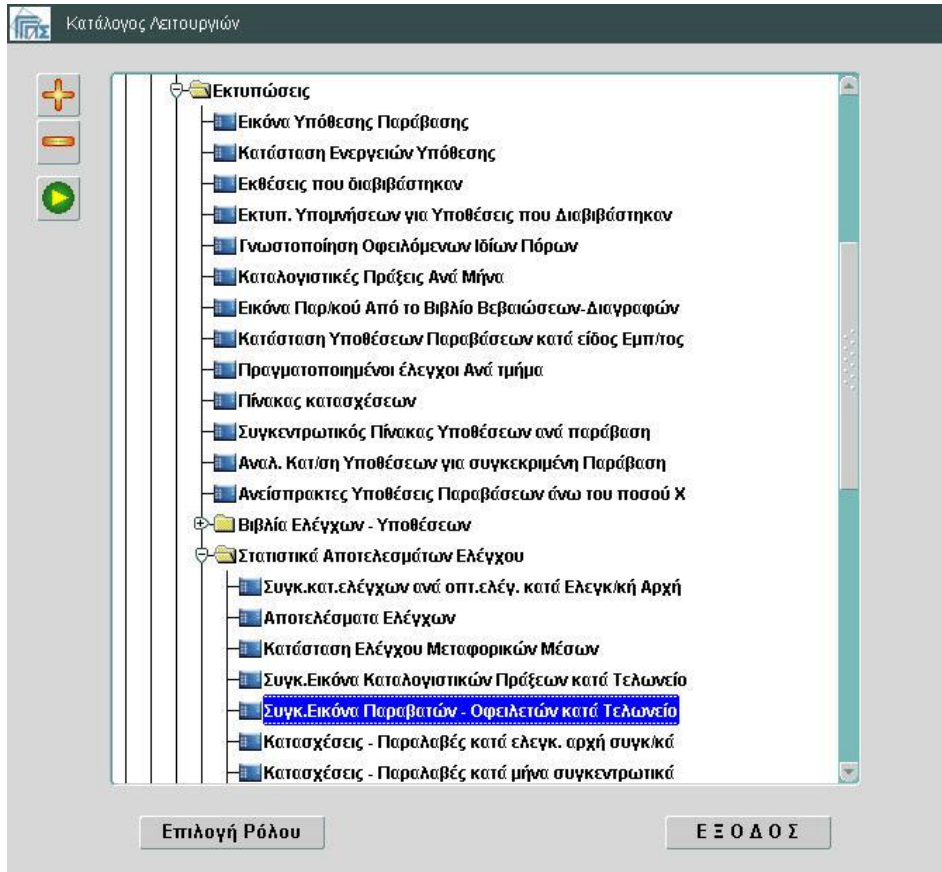 Κατάλογος Λειτουργιών
Εκτυπώσεις
Εικόνα Υπόθεσης Παράβασης
Κατάσταση Ενεργειών Υπόθεσης
Εκθέσεις που διαβιβάστηκαν
Εκτυπ. Υπομνήσεων για Υποθέσεις που Διαβιβάστηκαν
Γνωστοποίηση Οφειλόμενων Ιδίων Πόρων
Καταλογιστικές Πράξεις Ανά Μήνα
Εικόνα Παρ/κού Από το Βιβλίο Βεβαιώσεων-Διαγραφών
Κατάσταση Υποθέσεων Παραβάσεων κατά είδος Εμπ/τος
Πραγματοποιημένοι έλεγχοι Ανά τμήμα
Πίνακας κατασχέσεων
Συγκεντρωτικός Πίνακας Υποθέσεων ανά παράβαση
Αναλ. Κατ/ση Υποθέσεων για συγκεκριμένη Παράβαση
Ανείσπρακτες Υποθέσεις Παραβάσεων άνω του ποσού Χ
Βιβλία Ελέγχων - Υποθέσεων
Στατιστικά Αποτελεσμάτων Ελέγχου
Συγκ.κατ.ελέγχων ανά οπτ.ελέγ. κατά Ελεγκ/κή Αρχή
Αποτελέσματα Ελέγχων
Κατάσταση Ελέγχου Μεταφορικών Μέσων
Συγκ.Εικόνα Καταλογιστικών Πράξεων κατά Τελωνείο
Συγκ.Εικόνα Παραβατών - Οφειλετών κατά Τελωνείο
Κατασχέσεις - Παραλαβές κατά ελεγκ. αρχή συγκ/κά
Κατασχέσεις - Παραλαβές κατά μήνα συγκεντρωτικά
Επιλογή Ρόλου
Ε Ξ Ο Δ Ο Σ